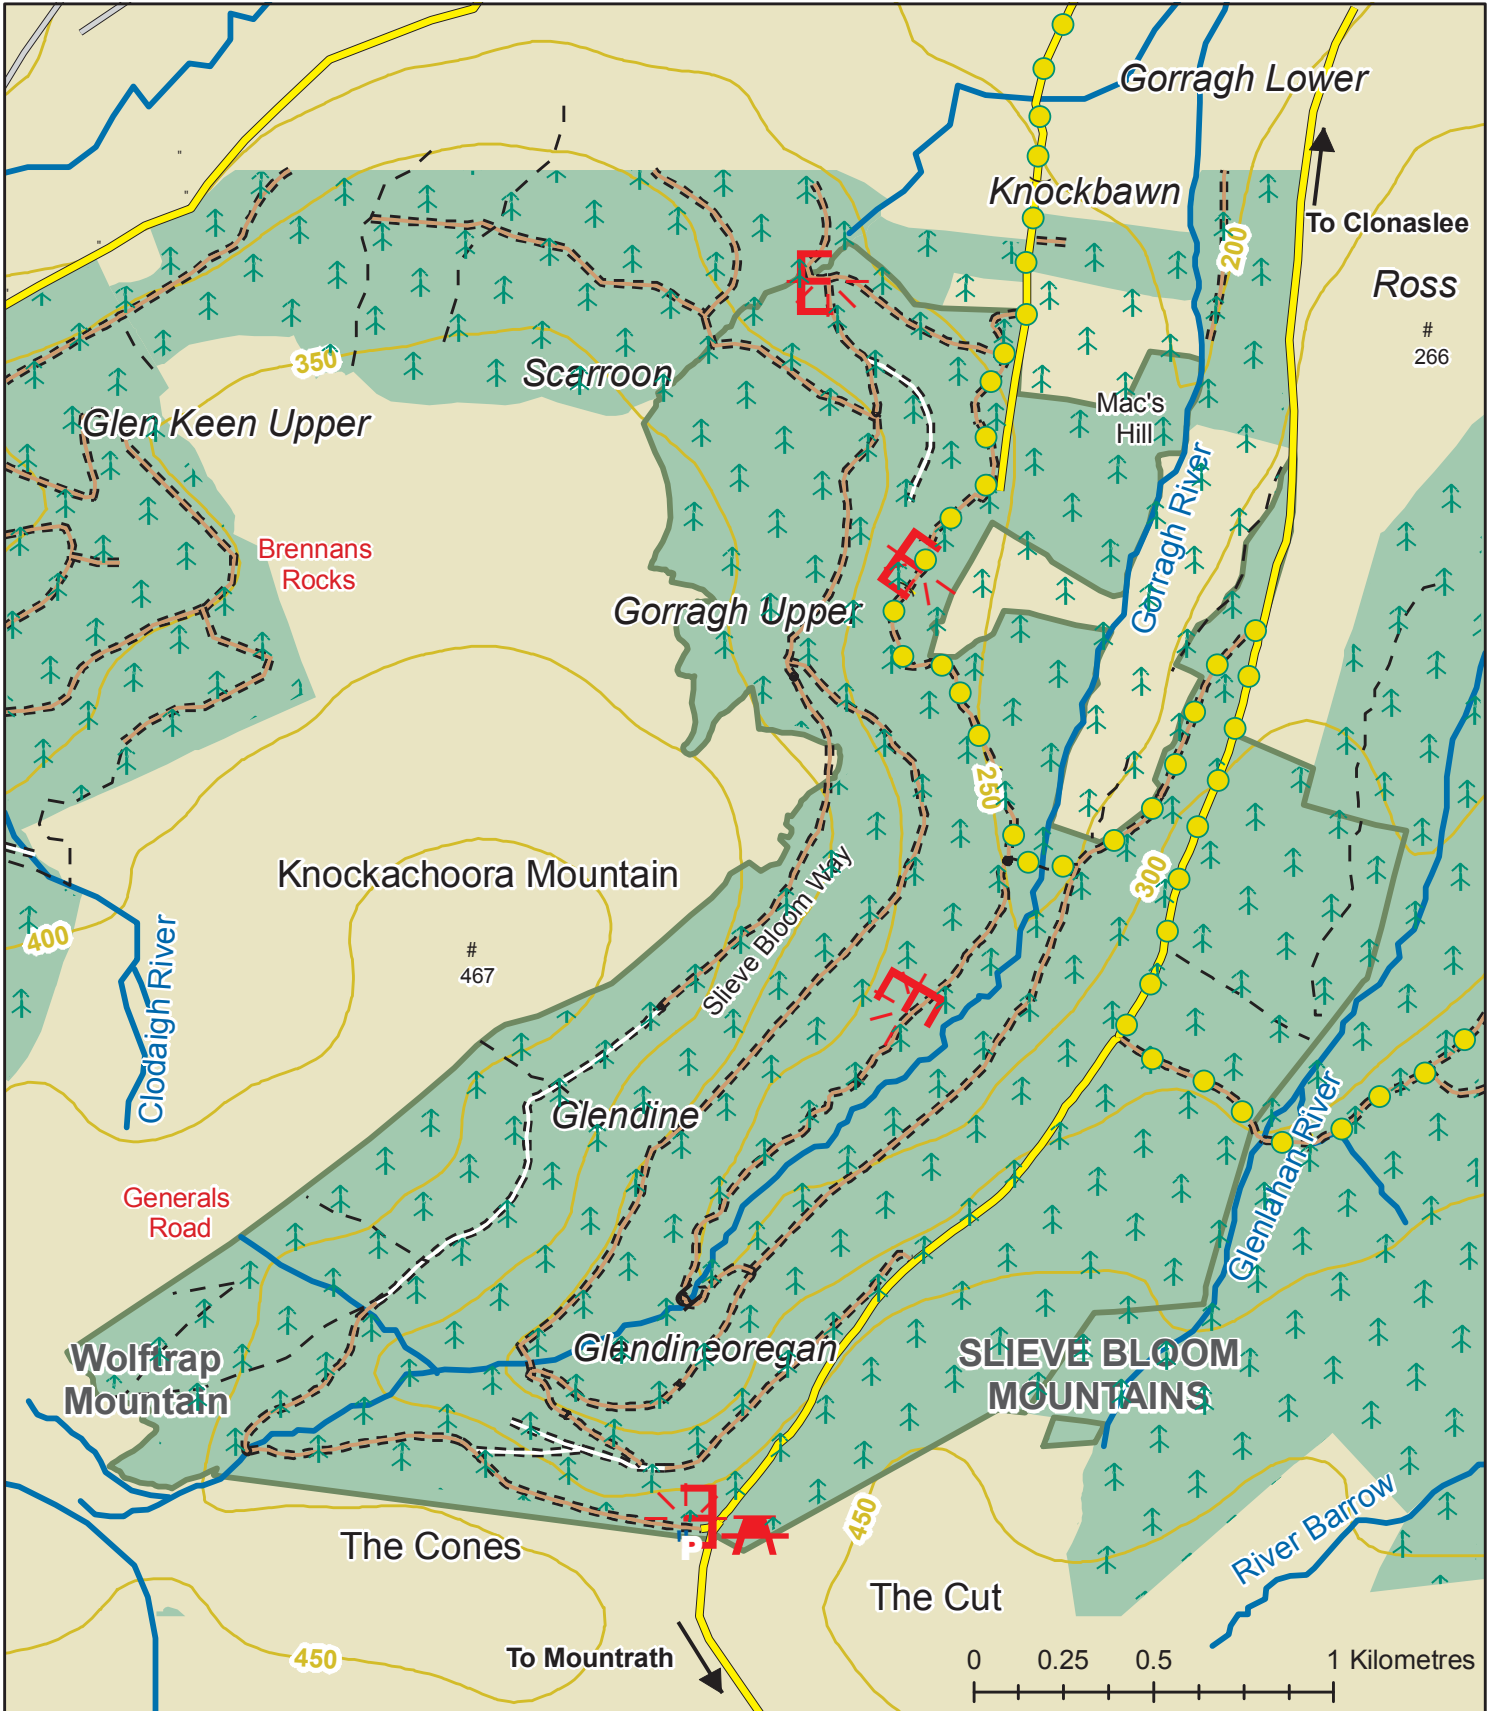 Gorragh Lower
Knockbawn
To Clonaslee
200
Ross
#
266
350
Scarroon
Mac's
Hill
Glen Keen Upper
Gorragh River
Brennans
Rocks
Gorragh Upper
250
Knockachoora Mountain
300
Slieve Bloom Way
400
#
467
Clodaigh River
Glendine
Glenlahan River
Generals
Road
Wolftrap
Mountain
Glendineoregan
SLIEVE BLOOM
MOUNTAINS
450
River Barrow
The Cones
P
The Cut
450
To Mountrath
0 0.25 0.5 1 Kilometres